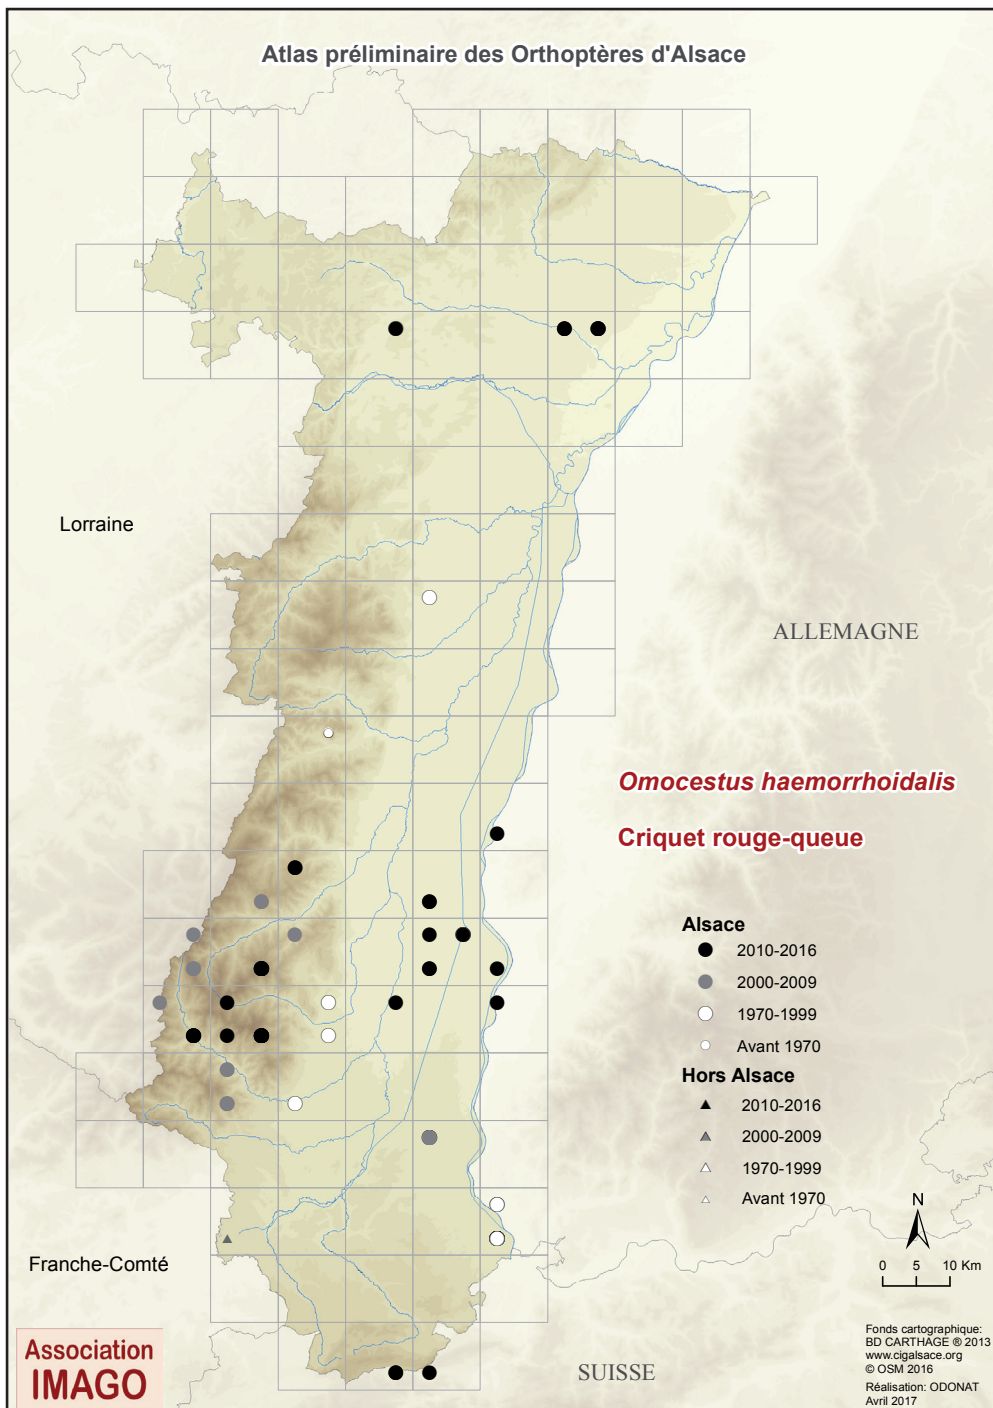 Atlas préliminaire des Orthoptères d'Alsace
Lorraine
ALLEMAGNE
Omocestus haemorrhoidalis
Criquet rouge-queue
Alsace
2010-2016
2000-2009
1970-1999
Avant 1970
Hors Alsace
2010-2016
2000-2009
1970-1999
Avant 1970
N
0 5 10 Km
Franche-Comté
SUISSE
Association
IMAGO
Fonds cartographique:
BD CARTHAGE ® 2013
www.cigalsace.org
© OSM 2016
Réalisation: ODONAT
Avril 2017